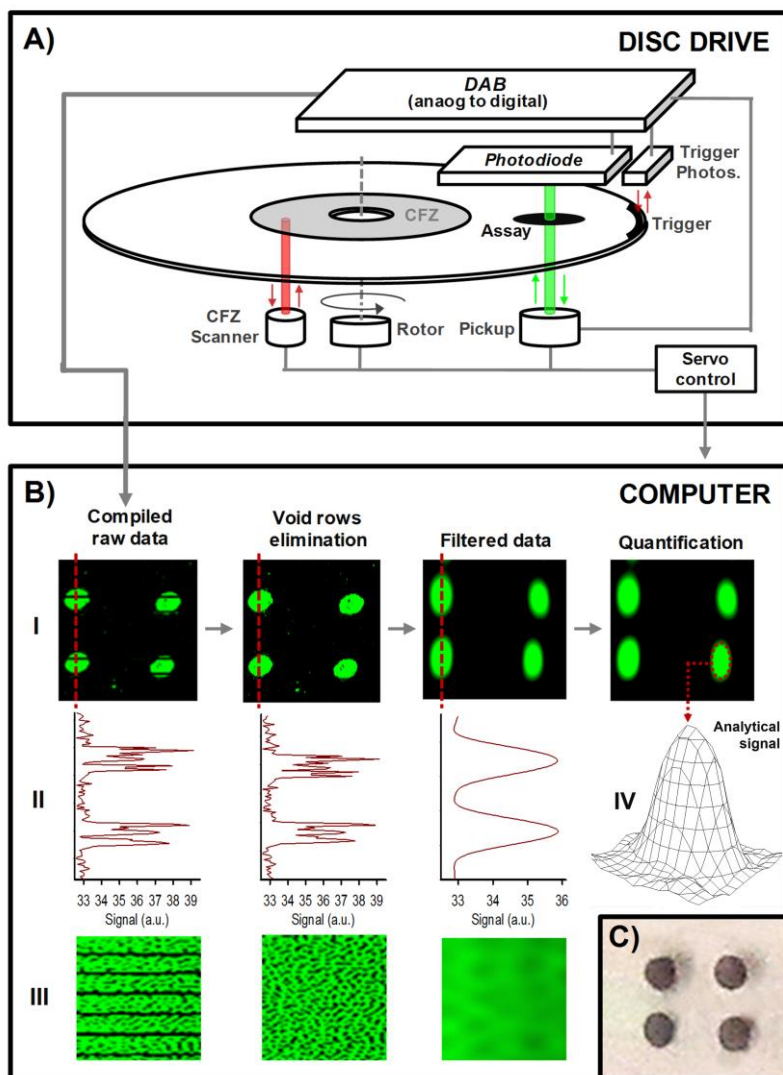 A)
DISC DRIVE
DAB
(anaog to digital)
Photodiode
Trigger
Photos.
CFZ
Assay
Trigger
CFZ
Scanner
Rotor
Pickup
Servo
control
B)
COMPUTER
Compiled
raw data
Void rows
elimination
Filtered data
Quantification
I
Analytical
signal
II
IV
33 34 35 36 37 38 39
Signal (a.u.)
33 34 35 36 37 38 39
Signal (a.u.)
33 34 35 36
Signal (a.u.)
III
C)